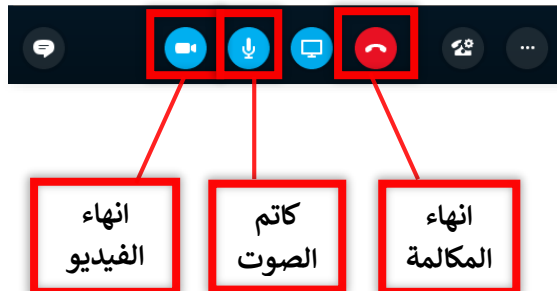 انهاء
المكالمة
كاتم
الصوت
انهاء
الفيديو